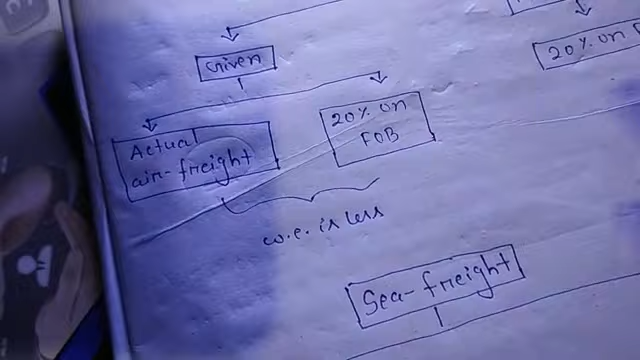 Given
20% on
Actual
air-freight
20% on
FOB
w.e. is less
Sea-freight